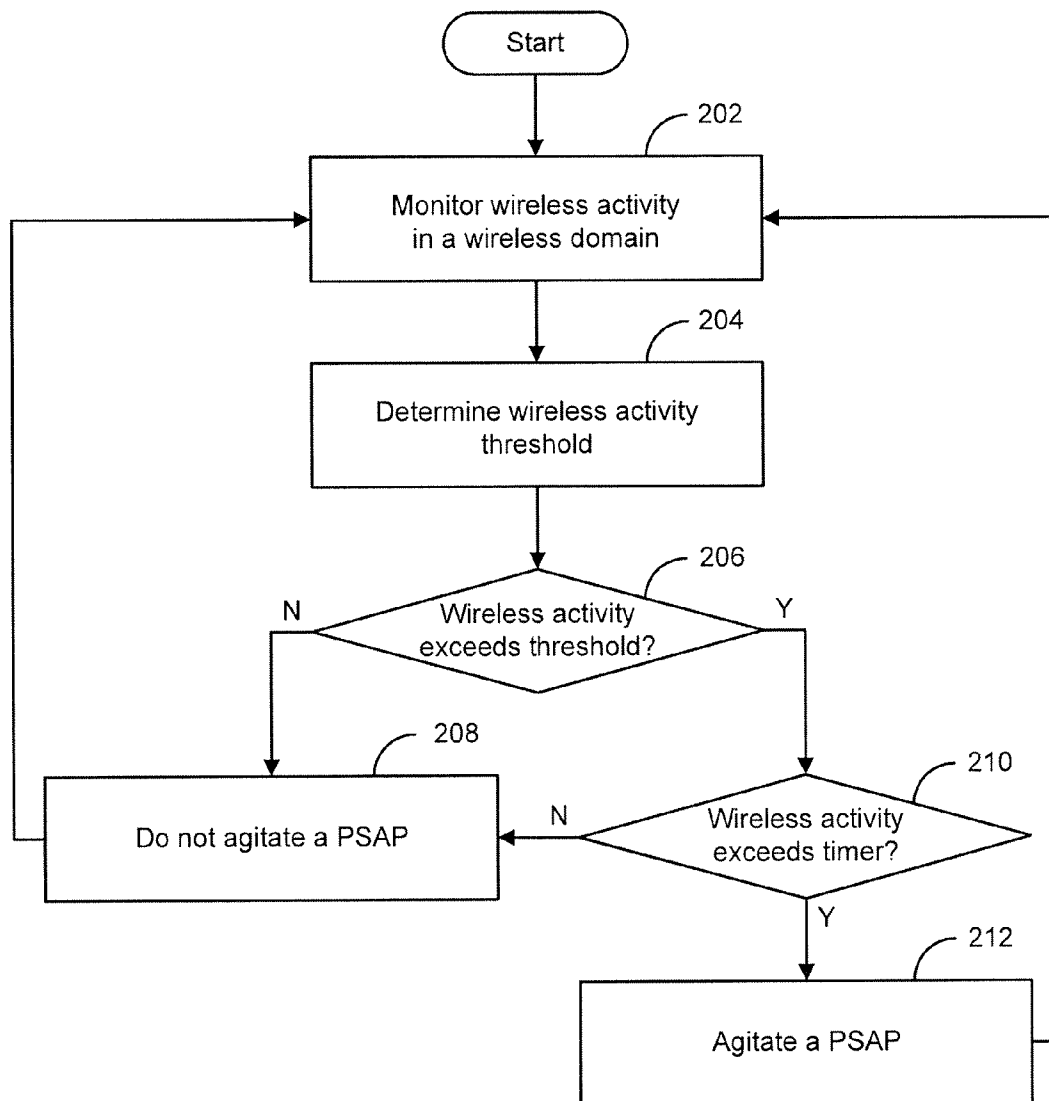 Start
202
Monitor wireless activity
in a wireless domain
204
Determine wireless activity
threshold
206
N
Y
Wireless activity
exceeds threshold?
208
Do not agitate a PSAP
210
N
Wireless activity
exceeds timer?
Y
212
Agitate a PSAP